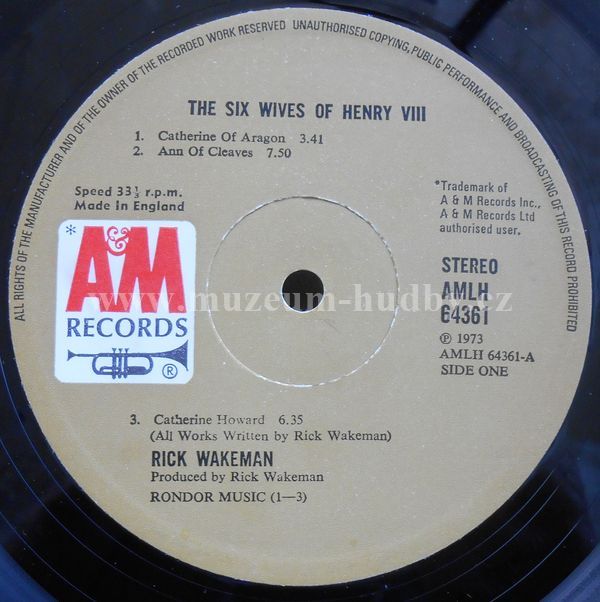 ALL RIGHTS OF THE MANUFACTURER AND OF THE OWNER OF THE RECORDED WORK RESERVED UNAUTHORISED COPYING, PUBLIC PERFORMANCE AND BROADCASTING OF THIS RECORD PROHIBITED
THE SIX WIVES OF HENRY VIII
1. Catherine Of Aragon 3.41
2. Ann Of Cleaves 7.50
Speed 33⅓ r.p.m.
Made in England
*Trademark of
A & M Records Inc.,
A & M Records Ltd
authorised user.
* A&M
RECORDS
®
STEREO
AMLH
64361
℗ 1973
AMLH 64361-A
SIDE ONE
www.muzeum-hudby.cz
3. Catherine Howard 6.35
(All Works Written by Rick Wakeman)
RICK WAKEMAN
Produced by Rick Wakeman
RONDOR MUSIC (1—3)